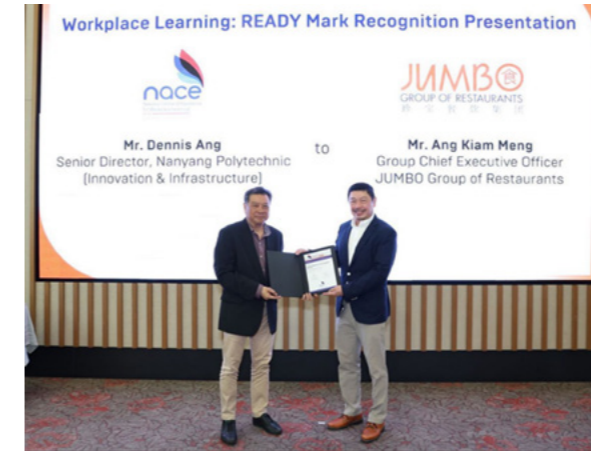 Workplace Learning: READY Mark Recognition Presentation
nace
JUMBO
食
GROUP OF RESTAURANTS
Mr. Dennis Ang
Senior Director, Nanyang Polytechnic
(Innovation & Infrastructure)
to
Mr. Ang Kiam Meng
Group Chief Executive Officer
JUMBO Group of Restaurants